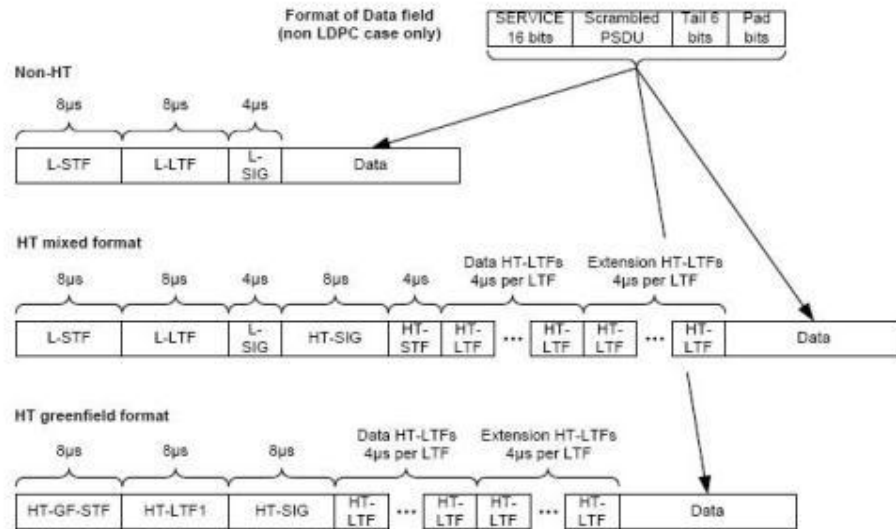 Format of Data field
(non LDPC case only)
SERVICE 16 bits Scrambled PSDU Tail 6 bits Pad bits
Non-HT
8µs 8µs 4µs
L-STF L-LTF L-SIG Data
HT mixed format
Data HT-LTFs 4µs per LTF Extension HT-LTFs 4µs per LTF
8µs 8µs 4µs 8µs 4µs
L-STF L-LTF L-SIG HT-SIG HT-STF HT-LTF ... HT-LTF HT-LTF ... HT-LTF Data
HT greenfield format
Data HT-LTFs 4µs per LTF Extension HT-LTFs 4µs per LTF
8µs 8µs 8µs
HT-GF-STF HT-LTF1 HT-SIG HT-LTF ... HT-LTF HT-LTF ... HT-LTF Data